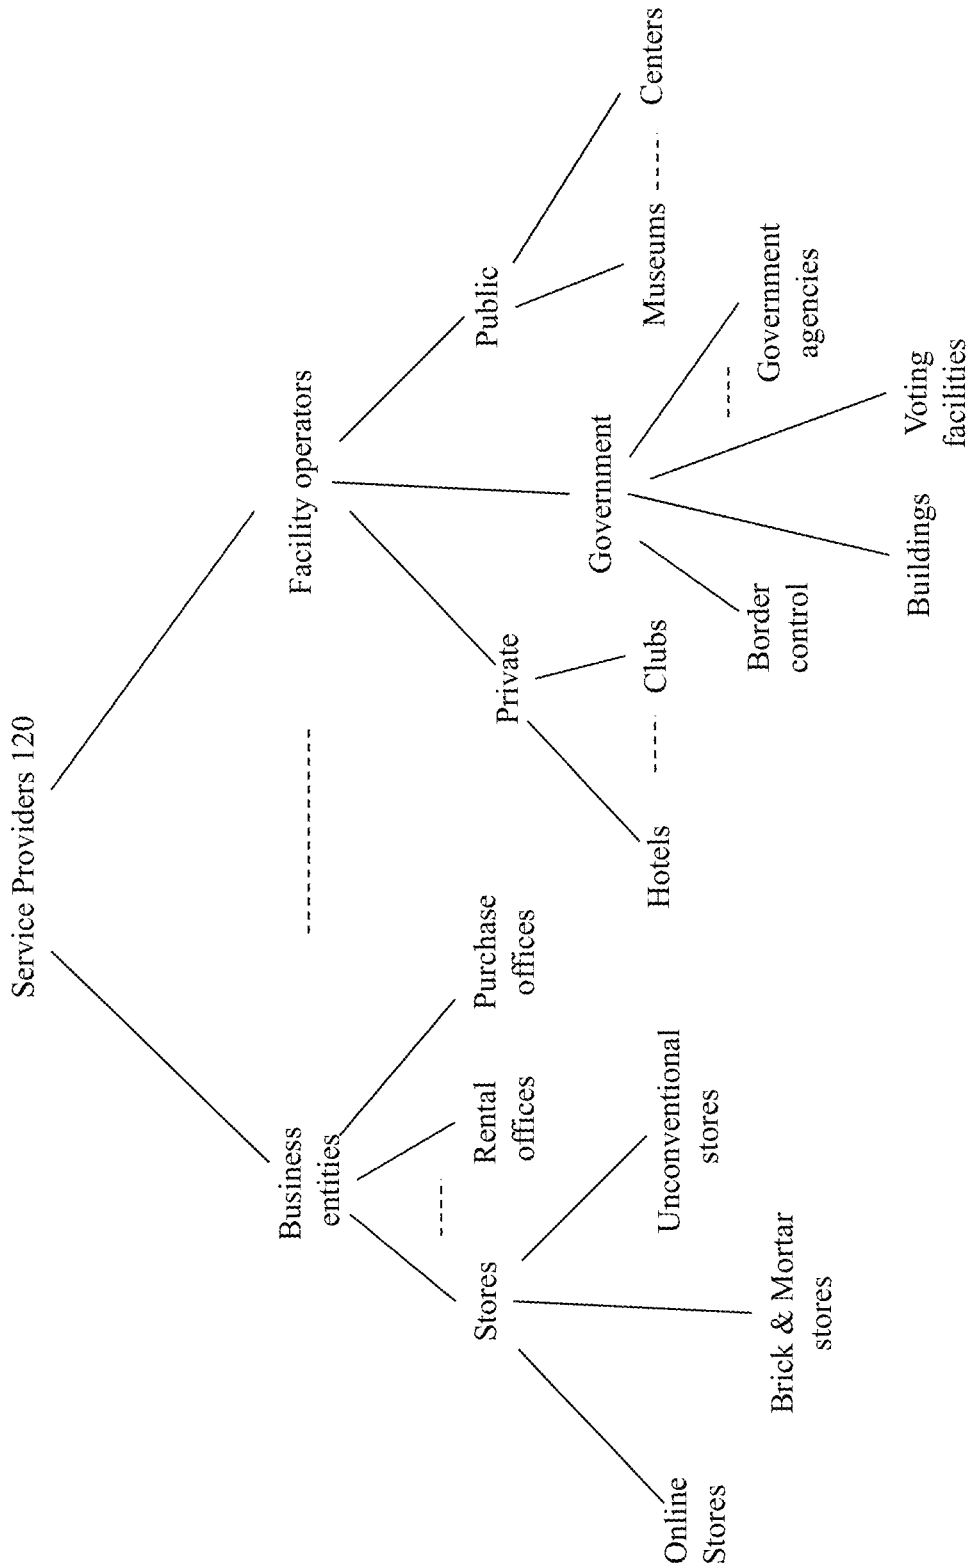 Service Providers 120
Business
entities
Facility operators
Stores
Rental
offices
Purchase
offices
Private
Public
Government
Online
Stores
Unconventional
stores
Brick & Mortar
stores
Hotels
Clubs
Museums
Centers
Border
control
Government
agencies
Buildings
Voting
facilities